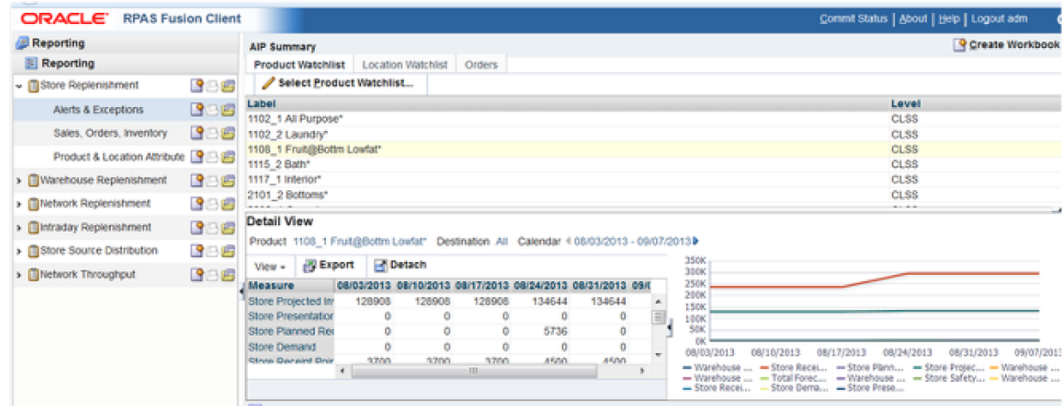 ORACLE RPAS Fusion Client
Commit Status | About | Help | Logout adm
Reporting
Reporting
Store Replenishment
Alerts & Exceptions
Sales, Orders, Inventory
Product & Location Attribute
Warehouse Replenishment
Network Replenishment
Intraday Replenishment
Store Source Distribution
Network Throughput
AIP Summary
Create Workbook
Product Watchlist Location Watchlist Orders
Select Product Watchlist...
Label Level
1102_1 All Purpose* CLSS
1102_2 Laundry* CLSS
1108_1 Fruit@Bottm Lowfat* CLSS
1115_2 Bath* CLSS
1117_1 Interior* CLSS
2101_2 Bottoms* CLSS
Detail View
Product 1108_1 Fruit@Bottm Lowfat* Destination All Calendar 08/03/2013 - 09/07/2013
View Export Detach
Measure 08/03/2013 08/10/2013 08/17/2013 08/24/2013 08/31/2013 09/0
Store Projected Inv 128908 128908 128908 134644 134644
Store Presentation 0 0 0 0 0
Store Planned Rec 0 0 0 5736 0
Store Demand 0 0 0 0 0
Store Receipt Poin 3700 3700 3700 4500 4500
350K
300K
250K
200K
150K
100K
50K
0K
08/03/2013 08/10/2013 08/17/2013 08/24/2013 08/31/2013 09/07/2013
Warehouse ... Store Recei... Store Plann... Store Projec... Warehouse ...
Warehouse ... Total Forec... Warehouse ... Store Safety... Warehouse ...
Store Recei... Store Dema... Store Prese...